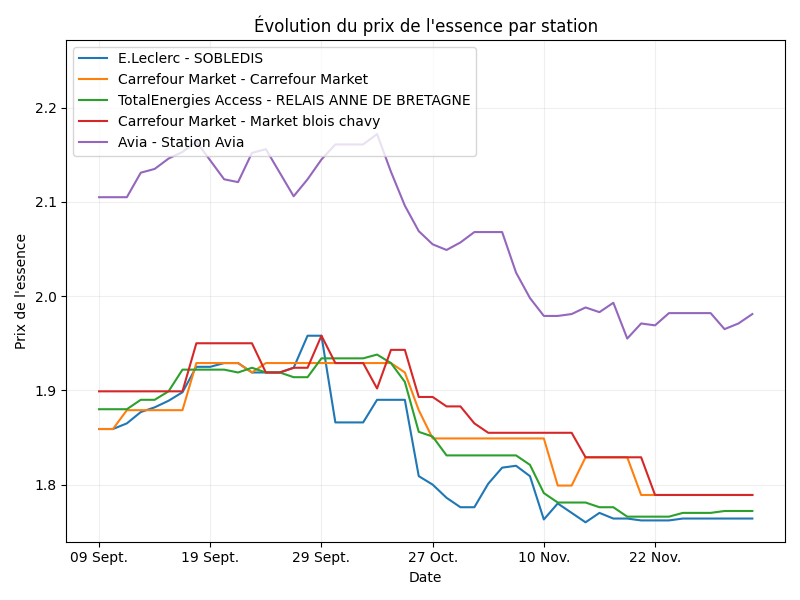 Évolution du prix de l'essence par station
E.Leclerc - SOBLEDIS
Carrefour Market - Carrefour Market
TotalEnergies Access - RELAIS ANNE DE BRETAGNE
Carrefour Market - Market blois chavy
Avia - Station Avia
Prix de l'essence
2.2
2.1
2.0
1.9
1.8
09 Sept.
19 Sept.
29 Sept.
27 Oct.
10 Nov.
22 Nov.
Date